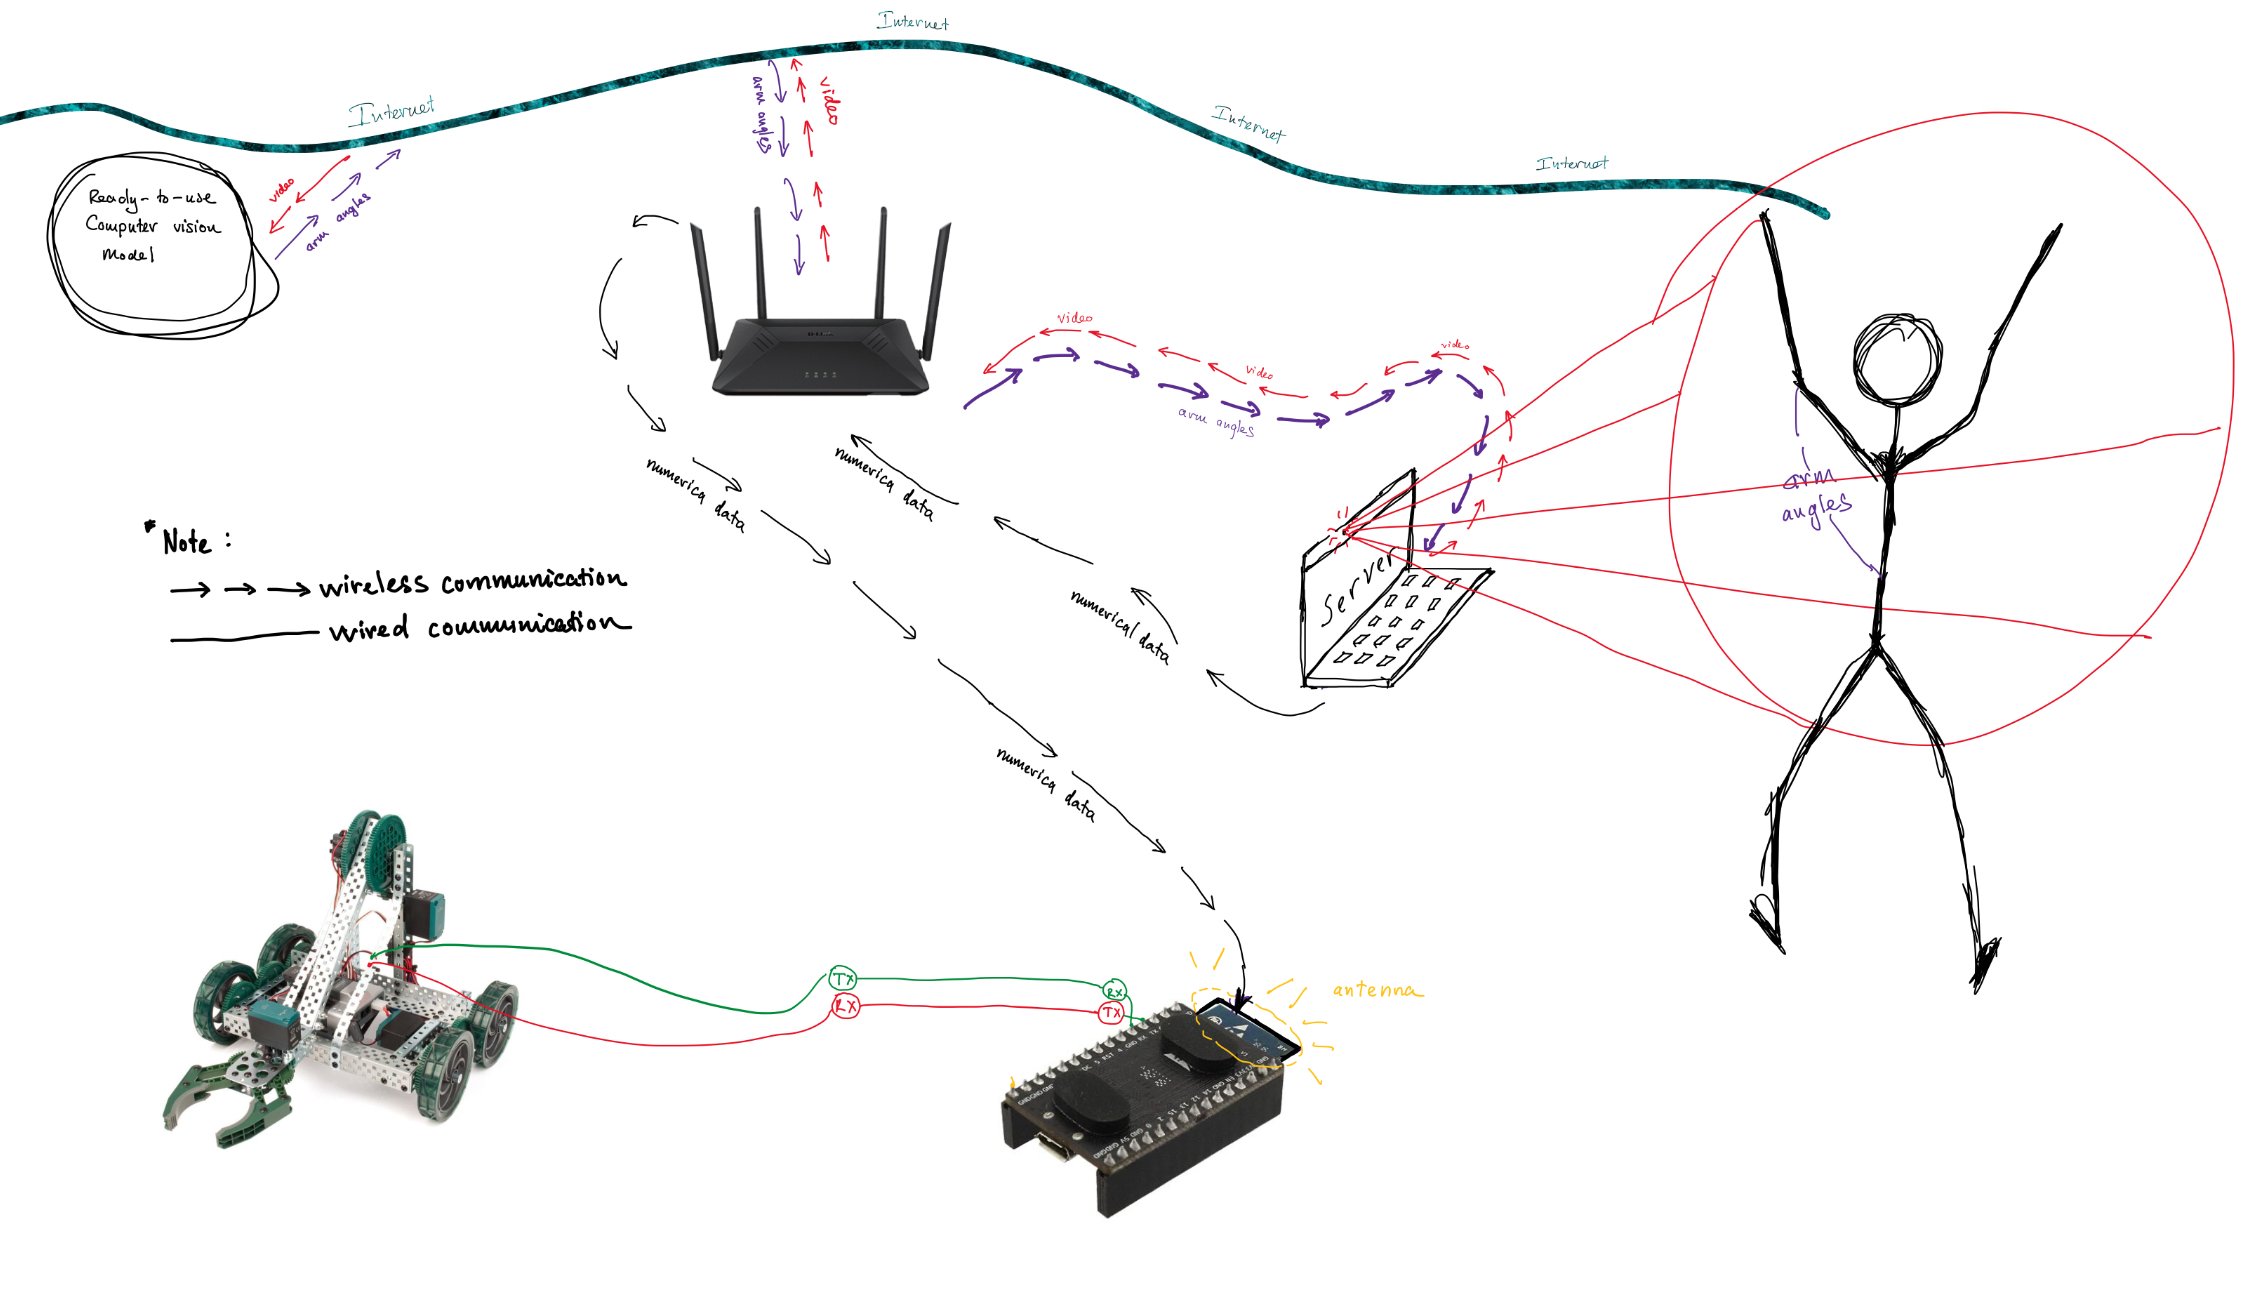 Internet
Internet
Internet
Internet
Ready-to-use
Computer vision
Model
video
arm angles
arm angles
video
video
video
video
arm angles
numerica data
numerica data
numerical data
numerica data
Server
arm
angles
*Note:
wireless communication
wired communication
TX
RX
RX
TX
antenna